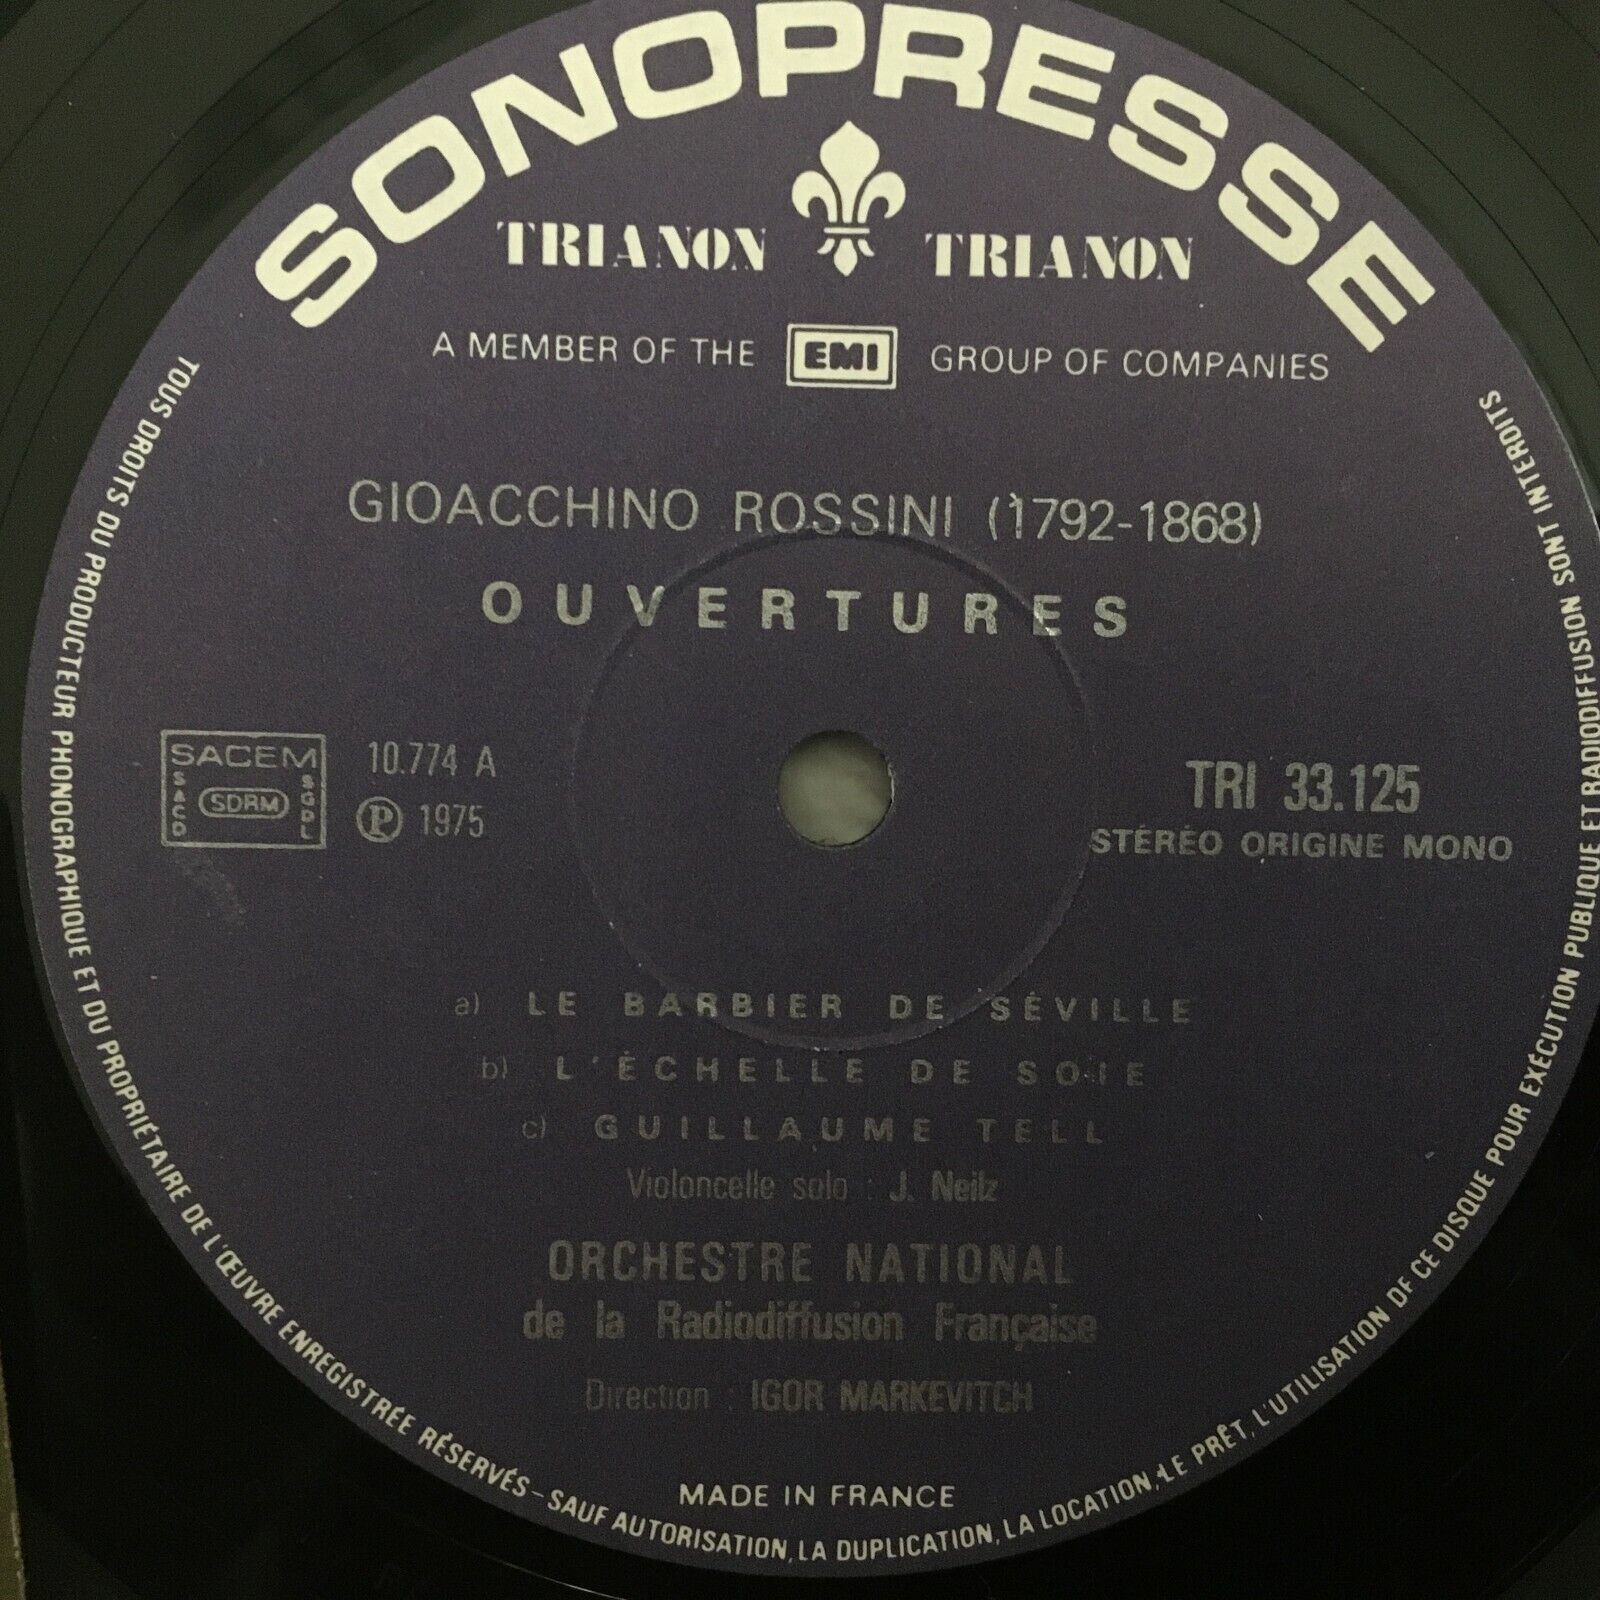 SONOPRESSE
TRIANON TRIANON
A MEMBER OF THE EMI GROUP OF COMPANIES
GIOACCHINO ROSSINI (1792-1868)
OUVERTURES
SACEM
SACD
SDRM
SGDL
10.774 A
℗ 1975
TRI 33.125
STÉRÉO ORIGINE MONO
a) LE BARBIER DE SÉVILLE
b) L'ÉCHELLE DE SOIE
c) GUILLAUME TELL
Violoncelle solo : J. Neilz
ORCHESTRE NATIONAL
de la Radiodiffusion Française
Direction : IGOR MARKEVITCH
MADE IN FRANCE
TOUS DROITS DU PRODUCTEUR PHONOGRAPHIQUE ET DU PROPRIÉTAIRE DE L'ŒUVRE ENREGISTRÉE RÉSERVÉS - SAUF AUTORISATION, LA DUPLICATION, LA LOCATION, LE PRÊT, L'UTILISATION DE CE DISQUE POUR EXÉCUTION PUBLIQUE ET RADIODIFFUSION SONT INTERDITS